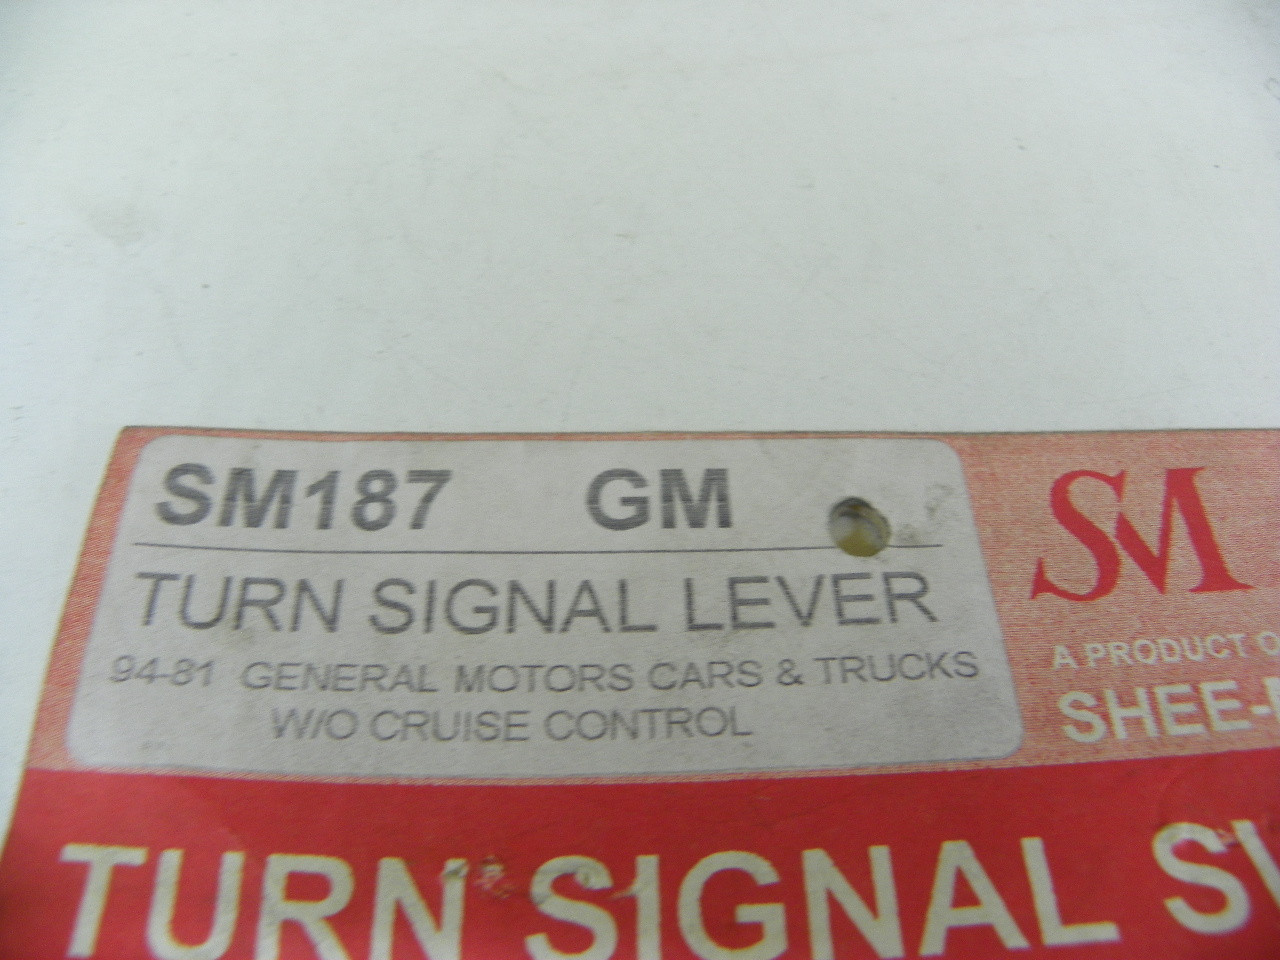 SM187 GM
TURN SIGNAL LEVER
94-81 GENERAL MOTORS CARS & TRUCKS
W/O CRUISE CONTROL
SM
A PRODUCT O
SHEE-
TURN SIGNAL